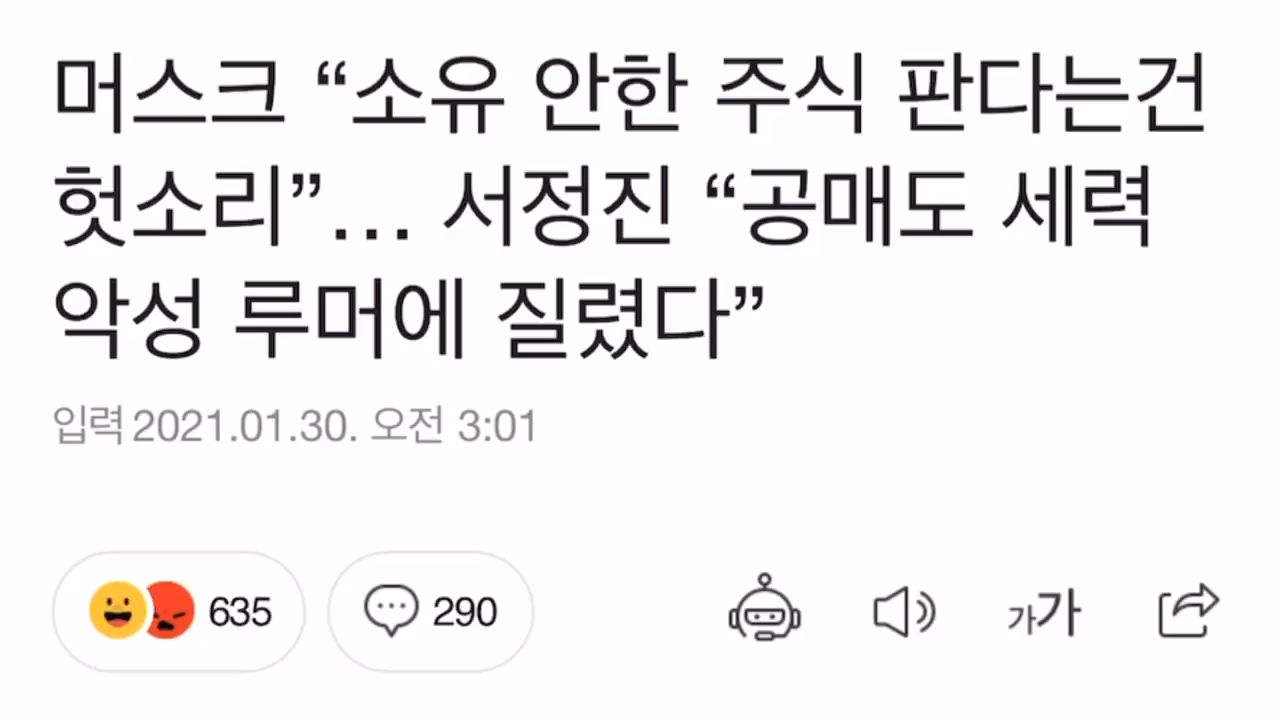 머스크 “소유 안한 주식 판다는건
헛소리”… 서정진 “공매도 세력
악성 루머에 질렸다”
입력 2021.01.30. 오전 3:01
635
290
가가